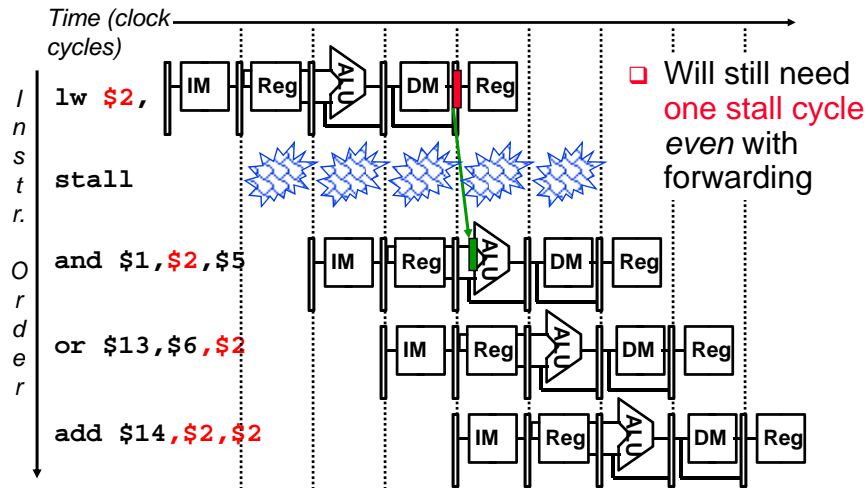 Time (clock
cycles)
I
n
s
t
r.
O
r
d
e
r
lw $2,
IM
Reg
ALU
DM
Reg
❑ Will still need
one stall cycle
even with
forwarding
stall
and $1,$2,$5
IM
Reg
ALU
DM
Reg
or $13,$6,$2
IM
Reg
ALU
DM
Reg
add $14,$2,$2
IM
Reg
ALU
DM
Reg